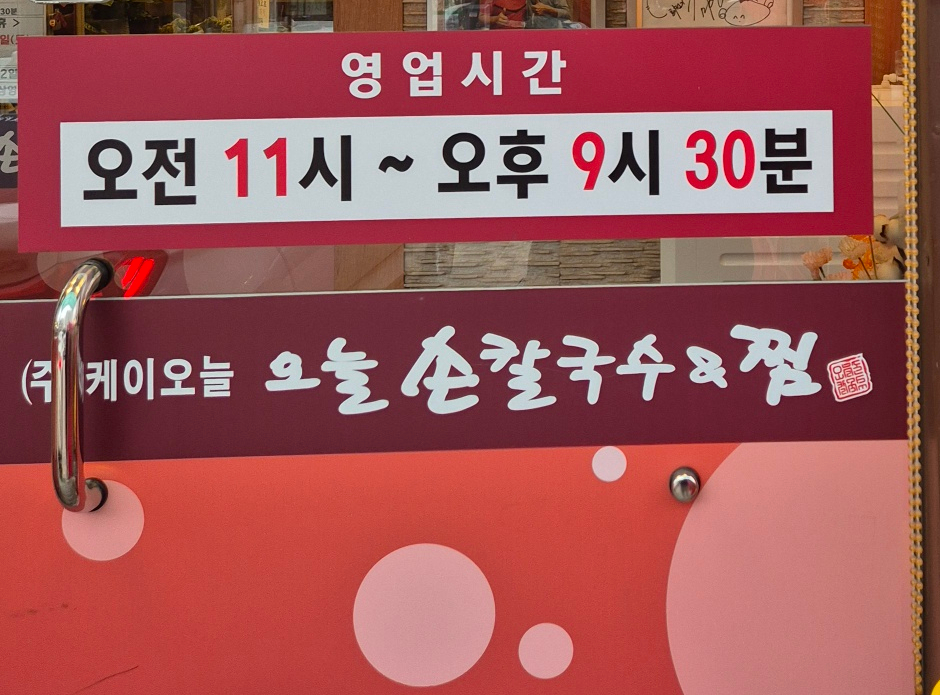 영업시간
오전 11시 ~ 오후 9시 30분
(주)케이오늘 오늘 손칼국수&찜